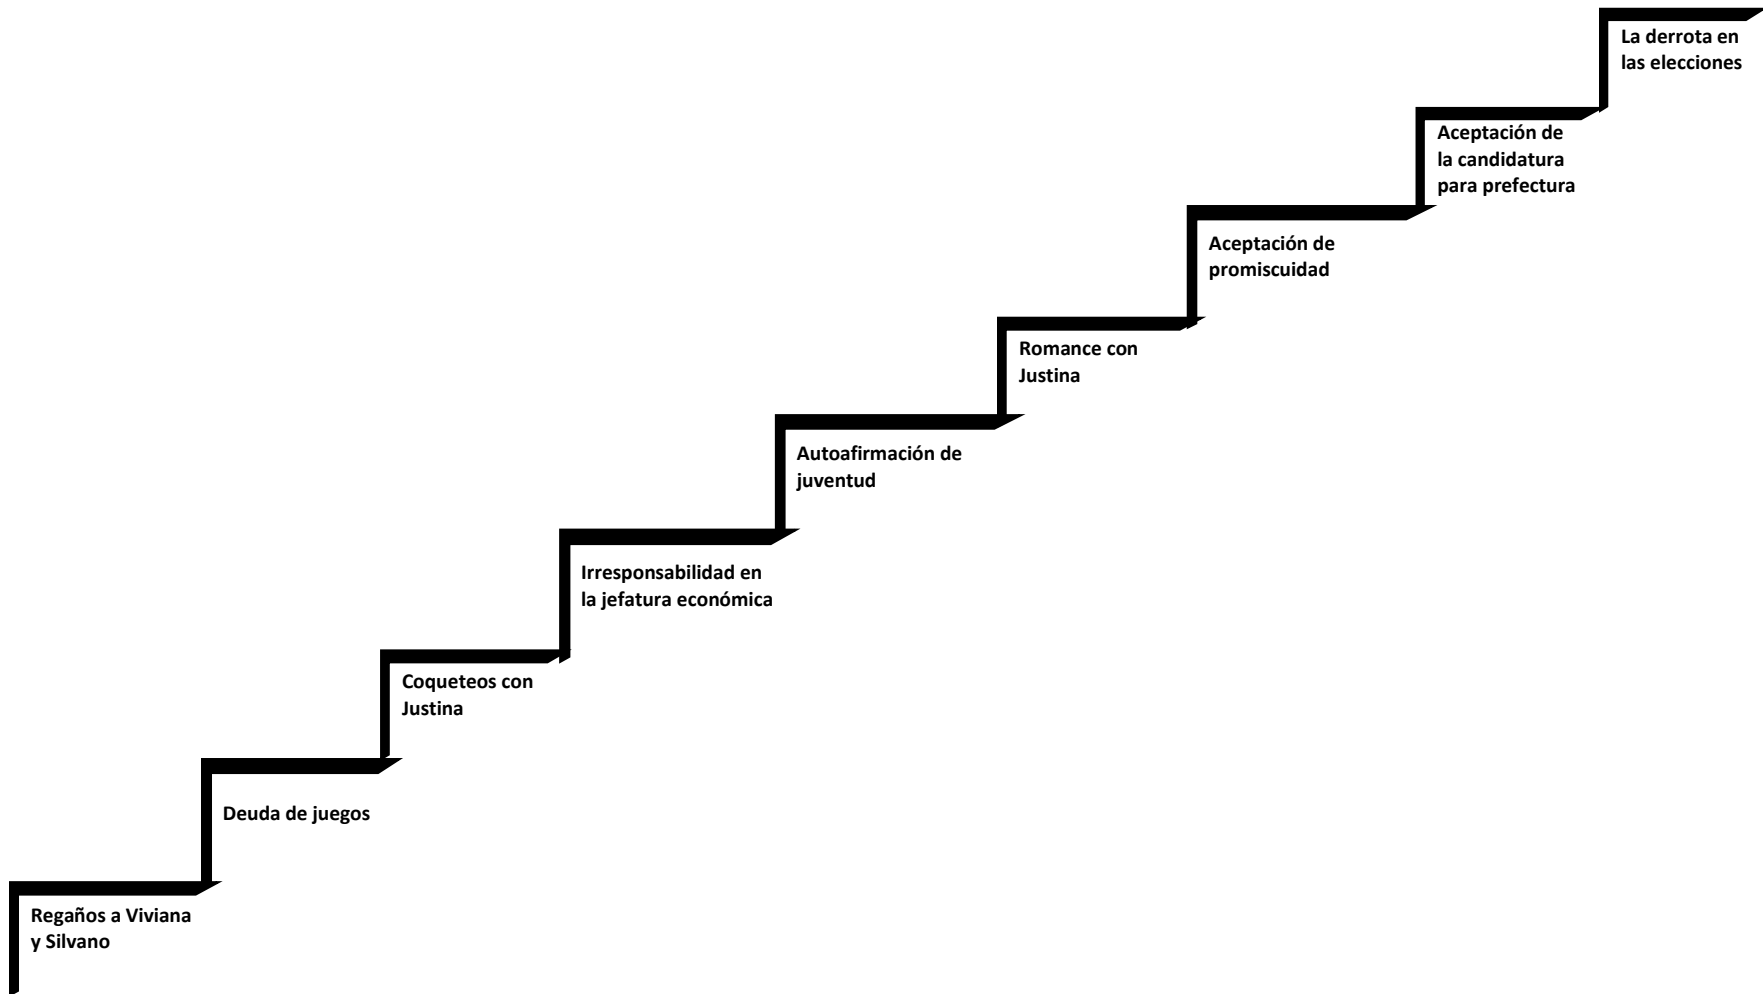 La derrota en
las elecciones
Aceptación de
la candidatura
para prefectura
Aceptación de
promiscuidad
Romance con
Justina
Autoafirmación de
juventud
Irresponsabilidad en
la jefatura económica
Coqueteos con
Justina
Deuda de juegos
Regaños a Viviana
y Silvano